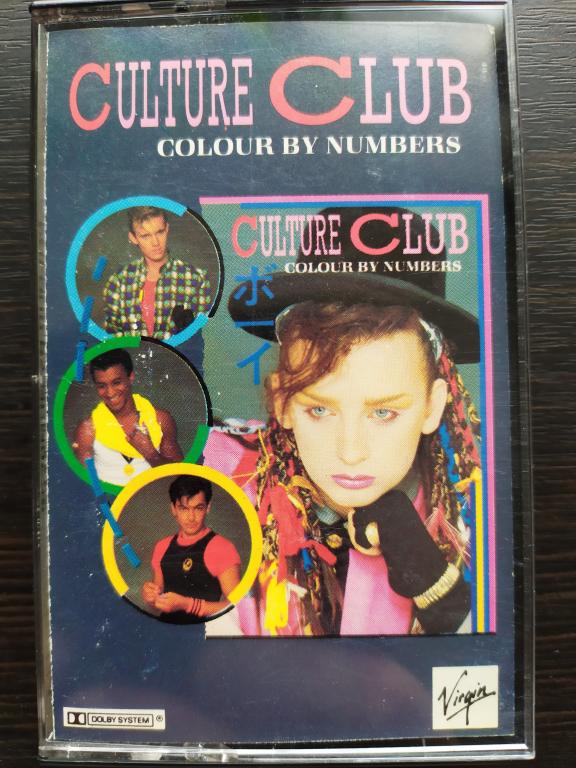 CULTURE CLUB
COLOUR BY NUMBERS
CULTURE CLUB
COLOUR BY NUMBERS
ボーイ
DOLBY SYSTEM ®
Virgin